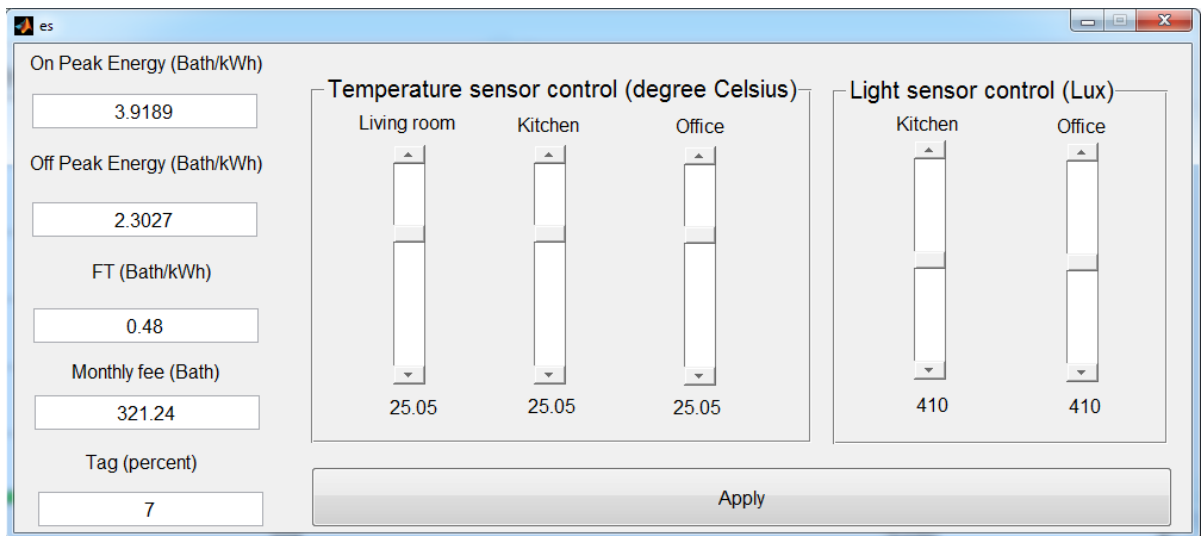 es
On Peak Energy (Bath/kWh)
3.9189
Off Peak Energy (Bath/kWh)
2.3027
FT (Bath/kWh)
0.48
Monthly fee (Bath)
321.24
Tag (percent)
7
Temperature sensor control (degree Celsius)
Living room Kitchen Office
25.05 25.05 25.05
Light sensor control (Lux)
Kitchen Office
410 410
Apply